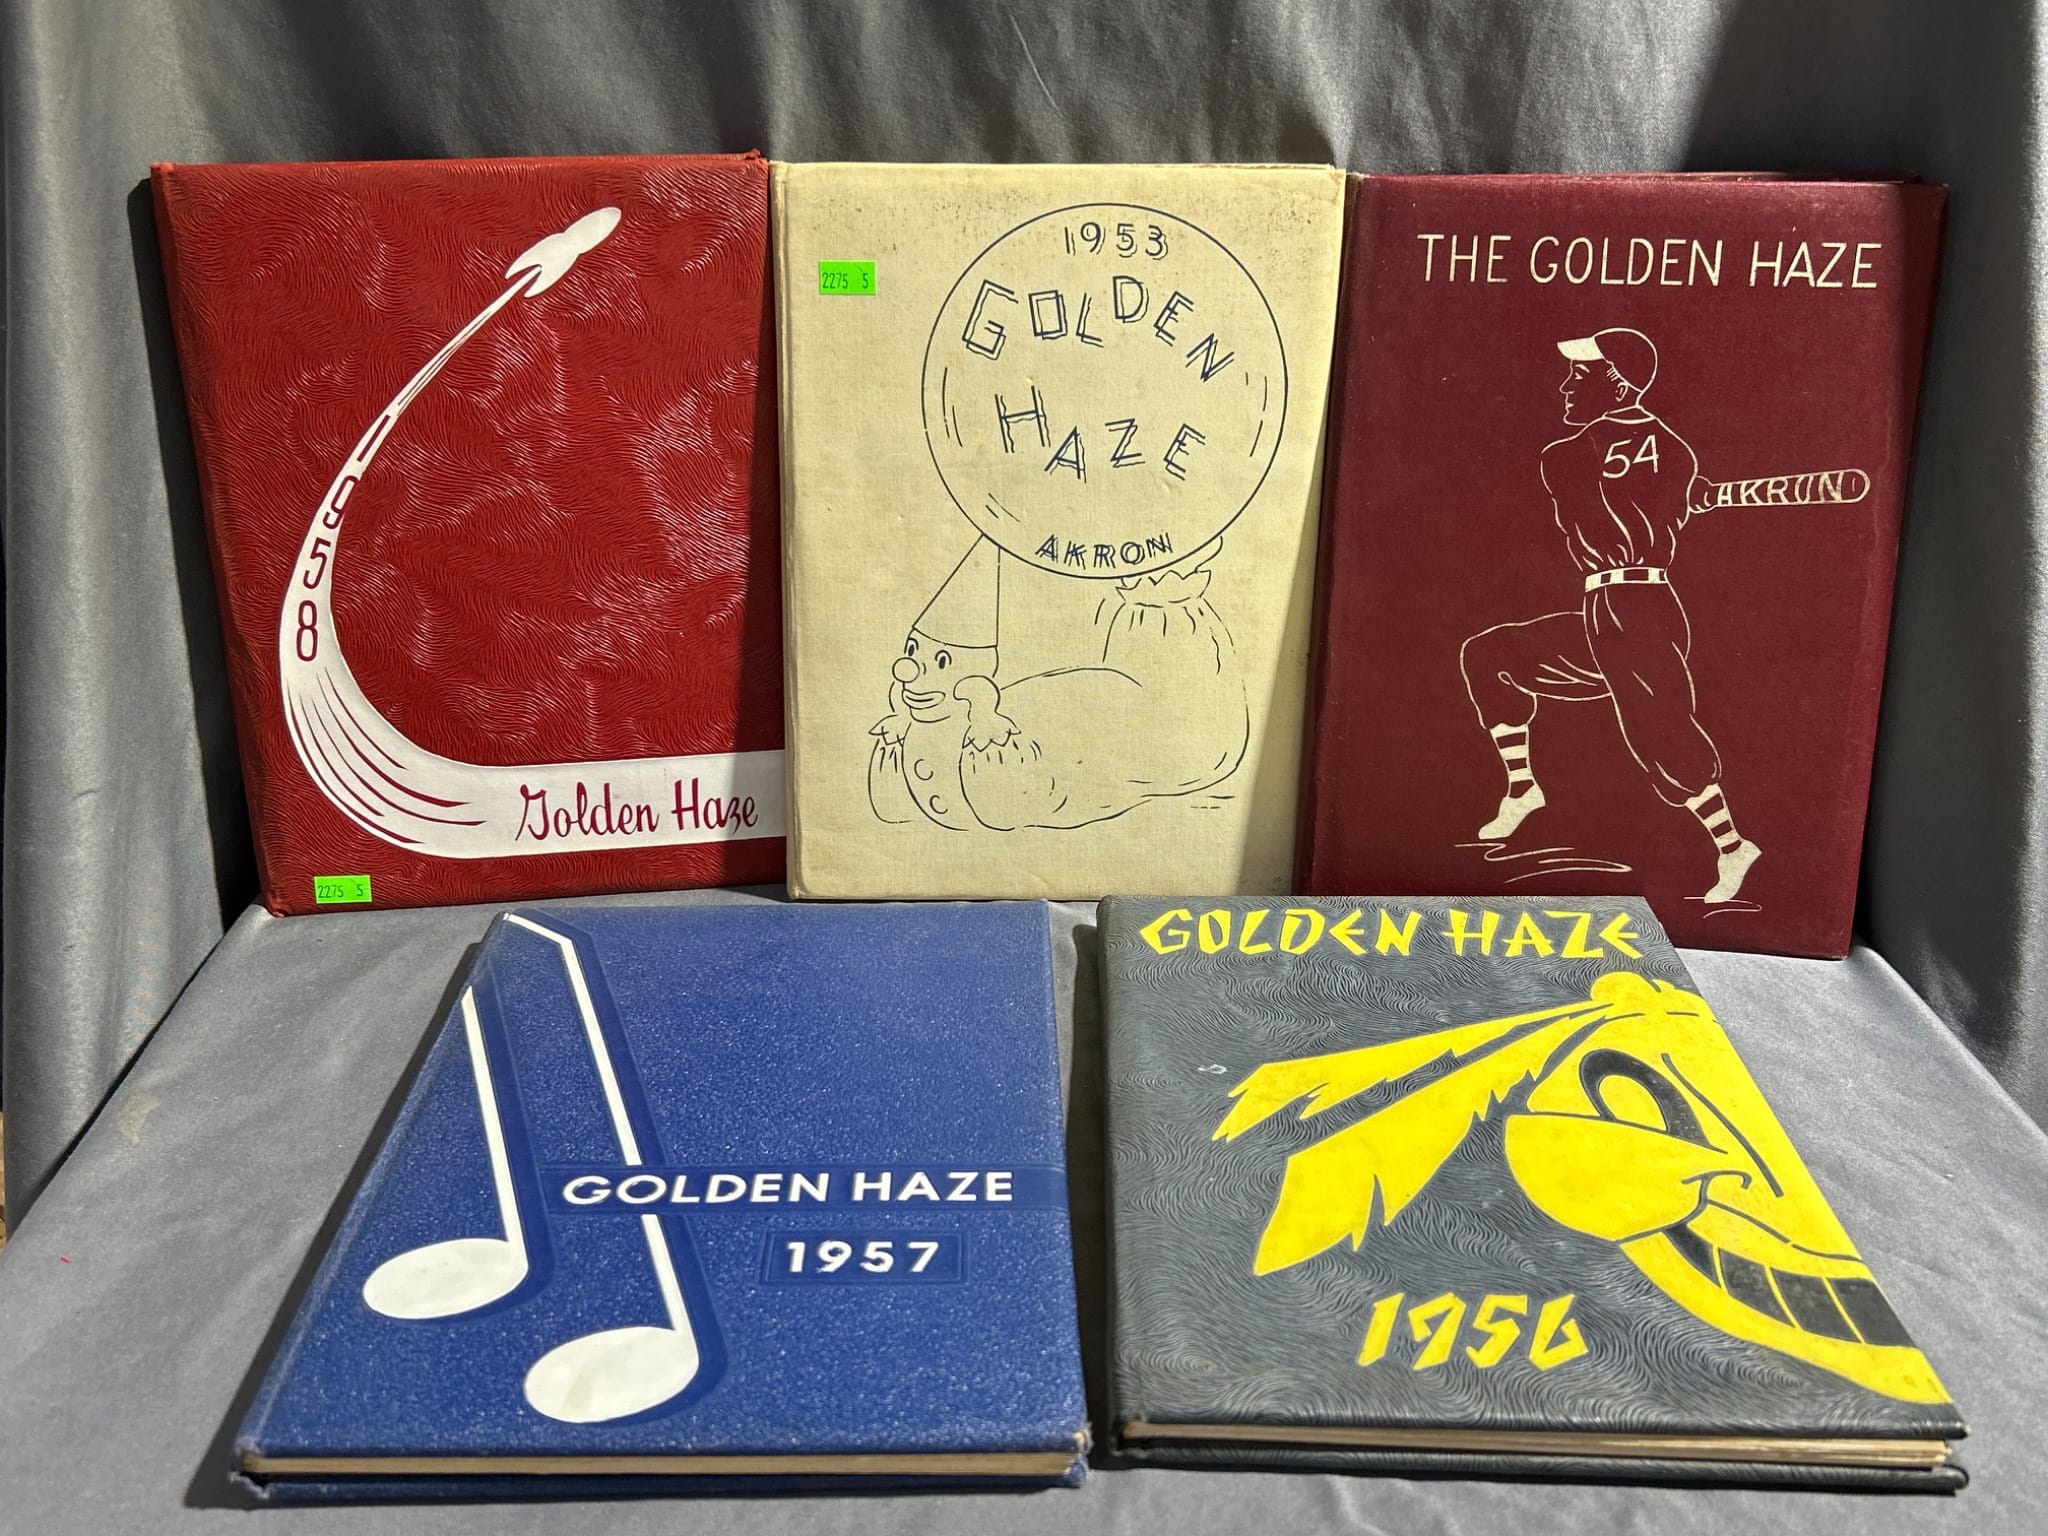 1958
Golden Haze
2275 5
2275 5
1953
GOLDEN
HAZE
AKRON
THE GOLDEN HAZE
54
AKRON
GOLDEN HAZE
1957
GOLDEN HAZE
1956